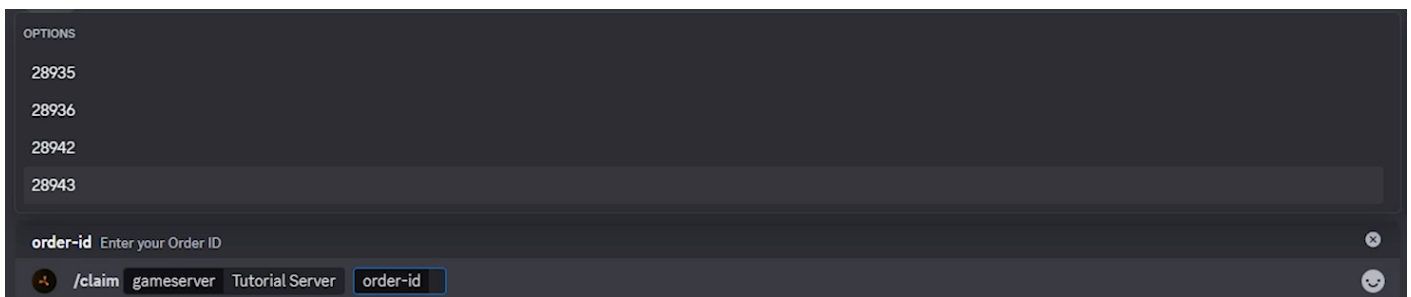 OPTIONS
28935
28936
28942
28943
order-id Enter your Order ID
/claim gameserver Tutorial Server order-id